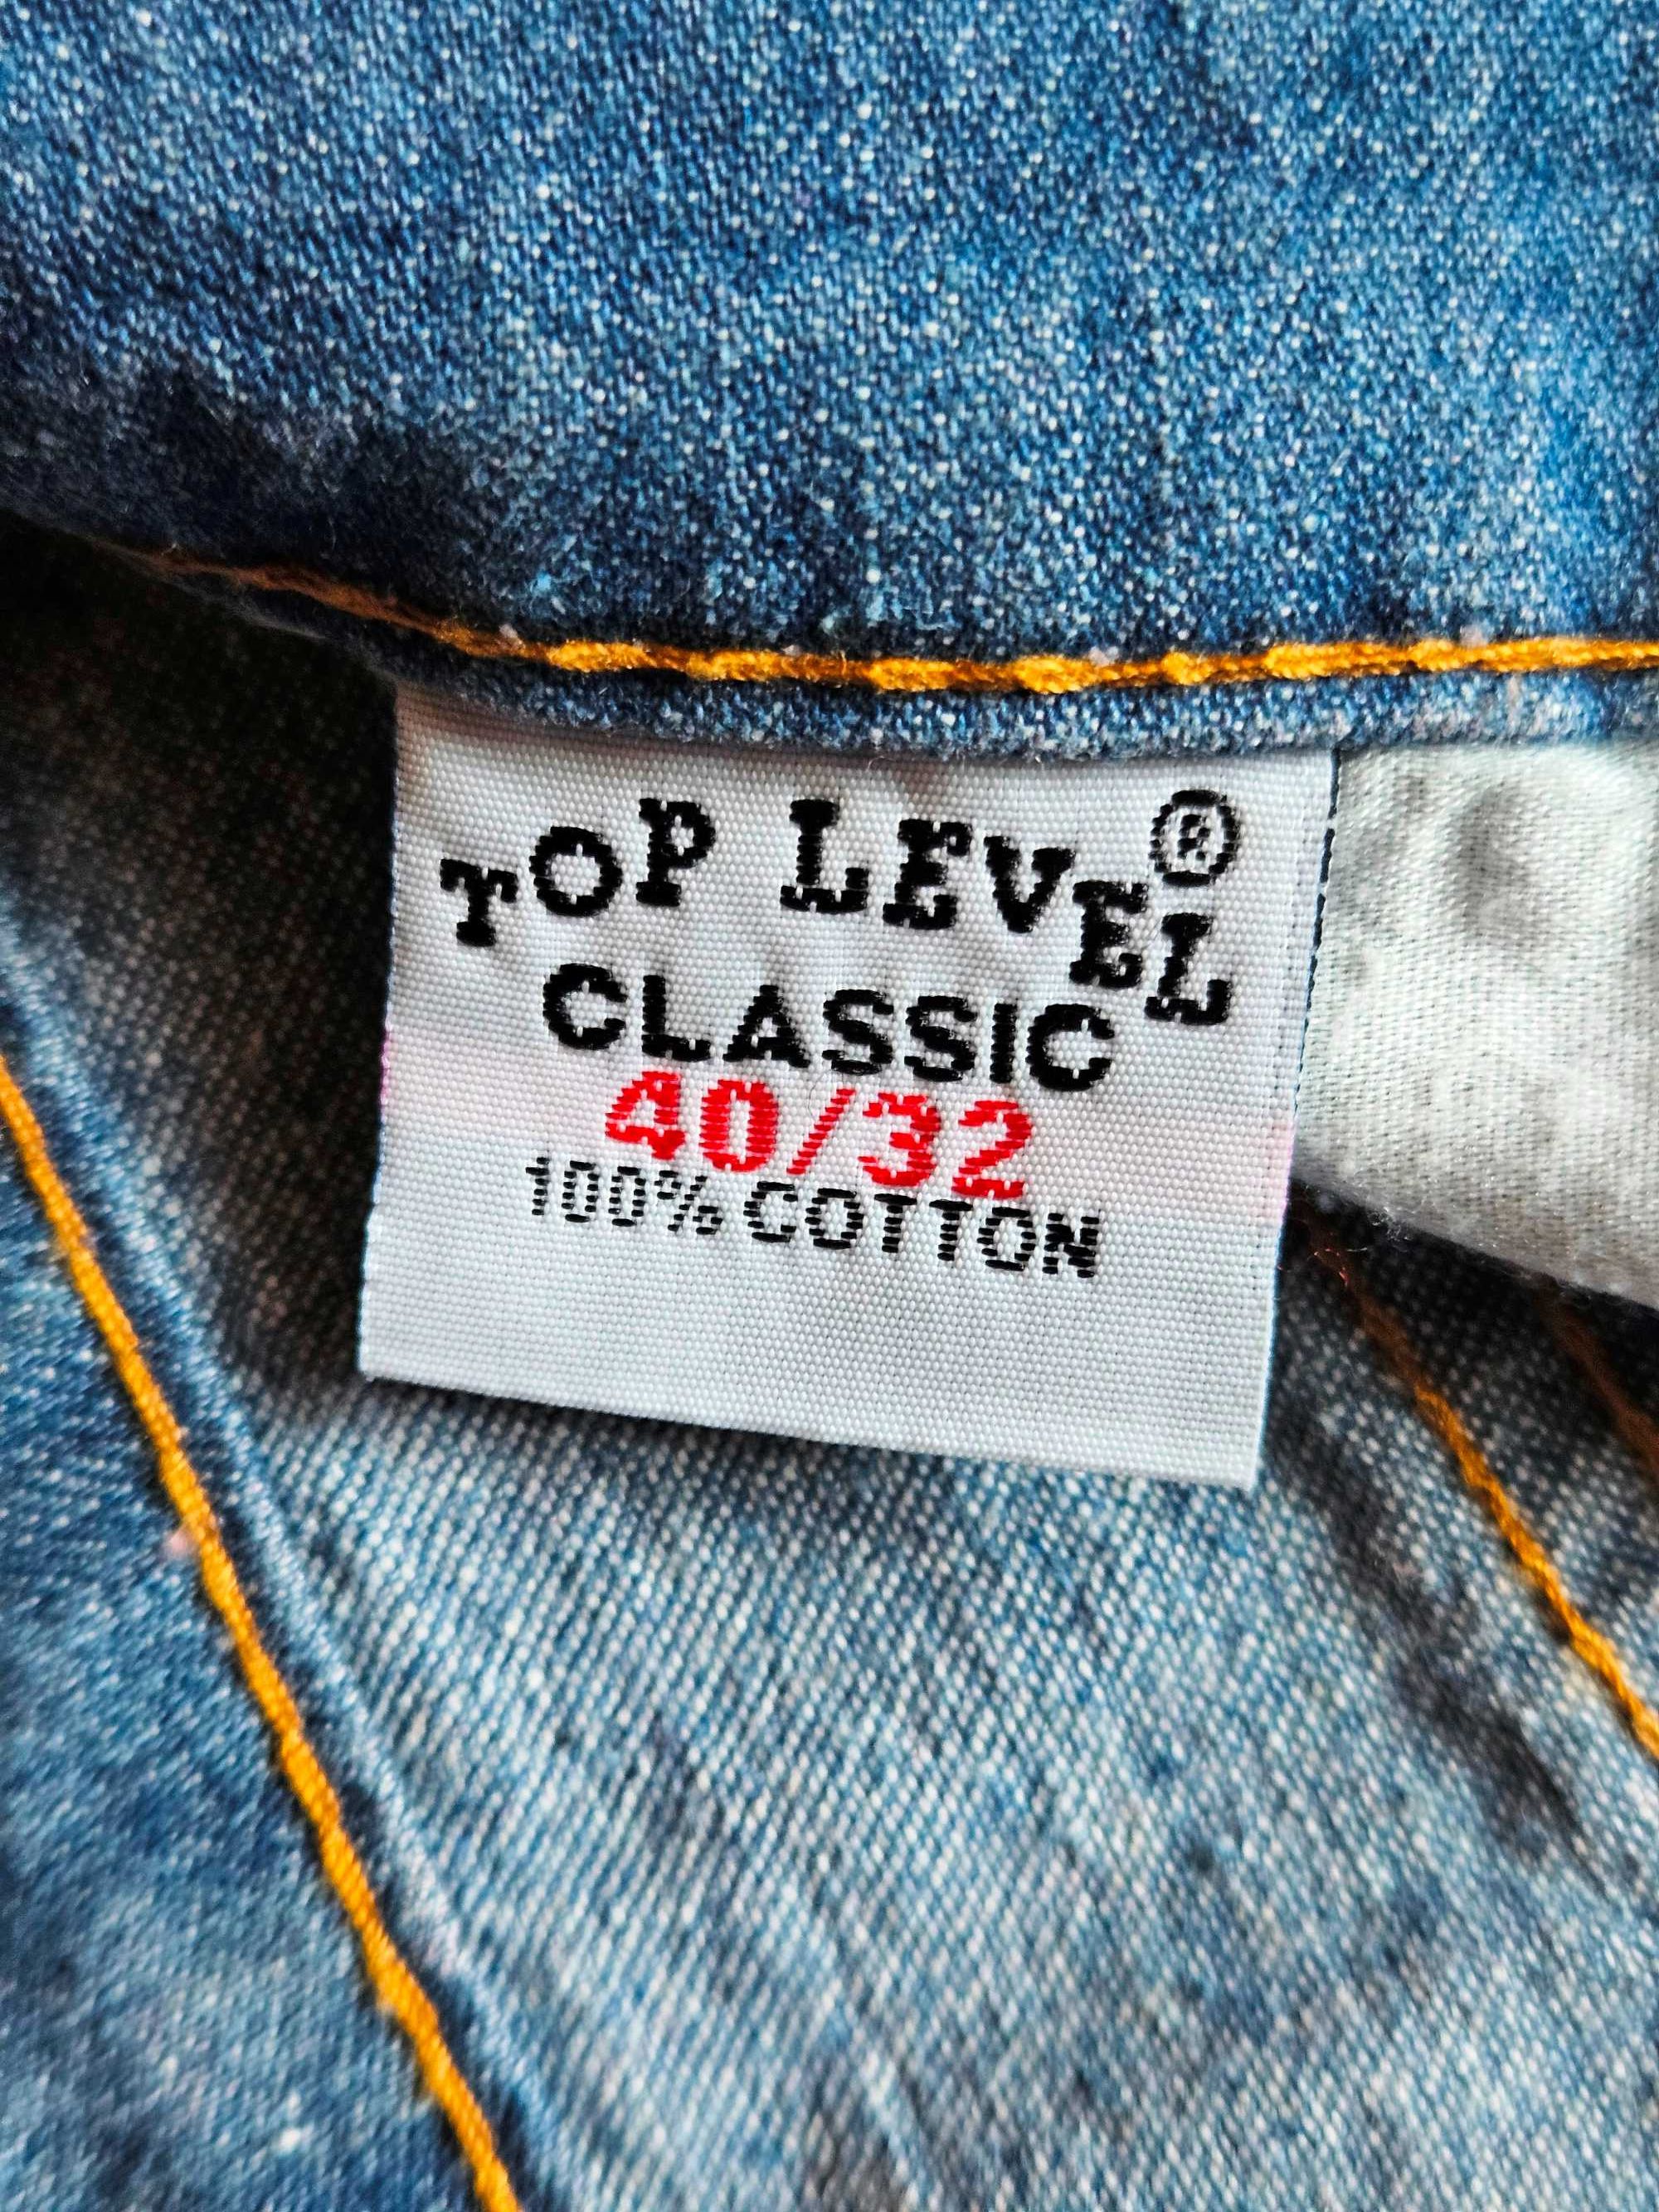 TOP LEVEL®
CLASSIC
40/32
100% COTTON